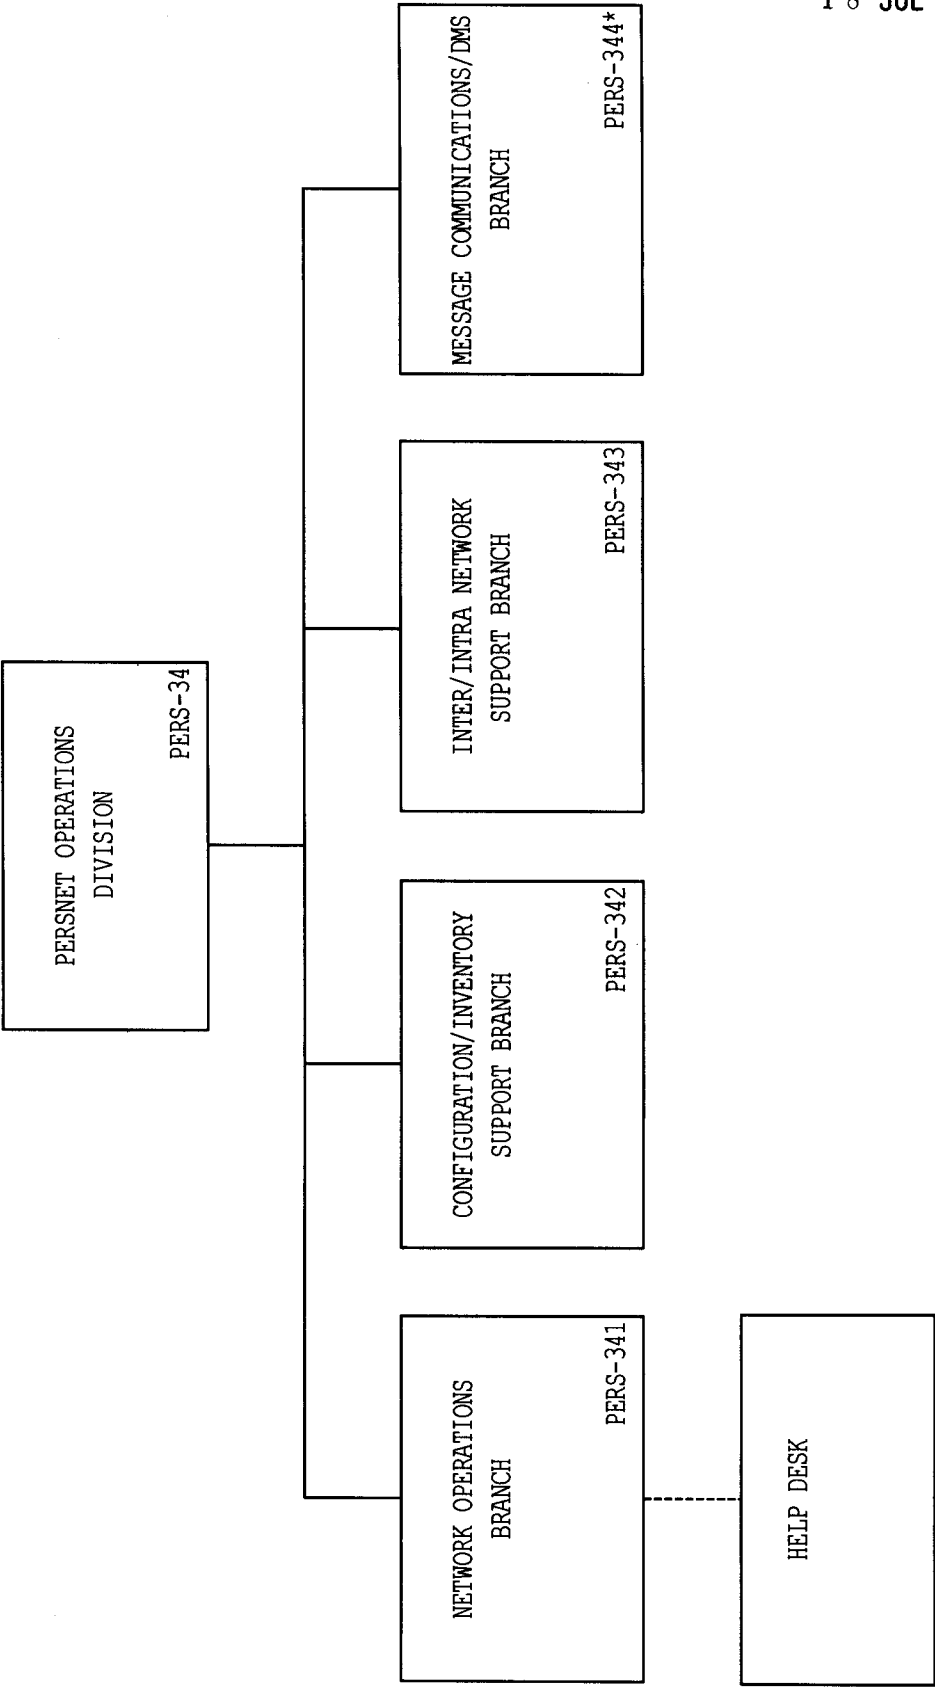 PERSNET OPERATIONS
DIVISION
PERS-34
NETWORK OPERATIONS
BRANCH
PERS-341
CONFIGURATION/INVENTORY
SUPPORT BRANCH
PERS-342
INTER/INTRA NETWORK
SUPPORT BRANCH
PERS-343
MESSAGE COMMUNICATIONS/DMS
BRANCH
PERS-344*
HELP DESK
JUL